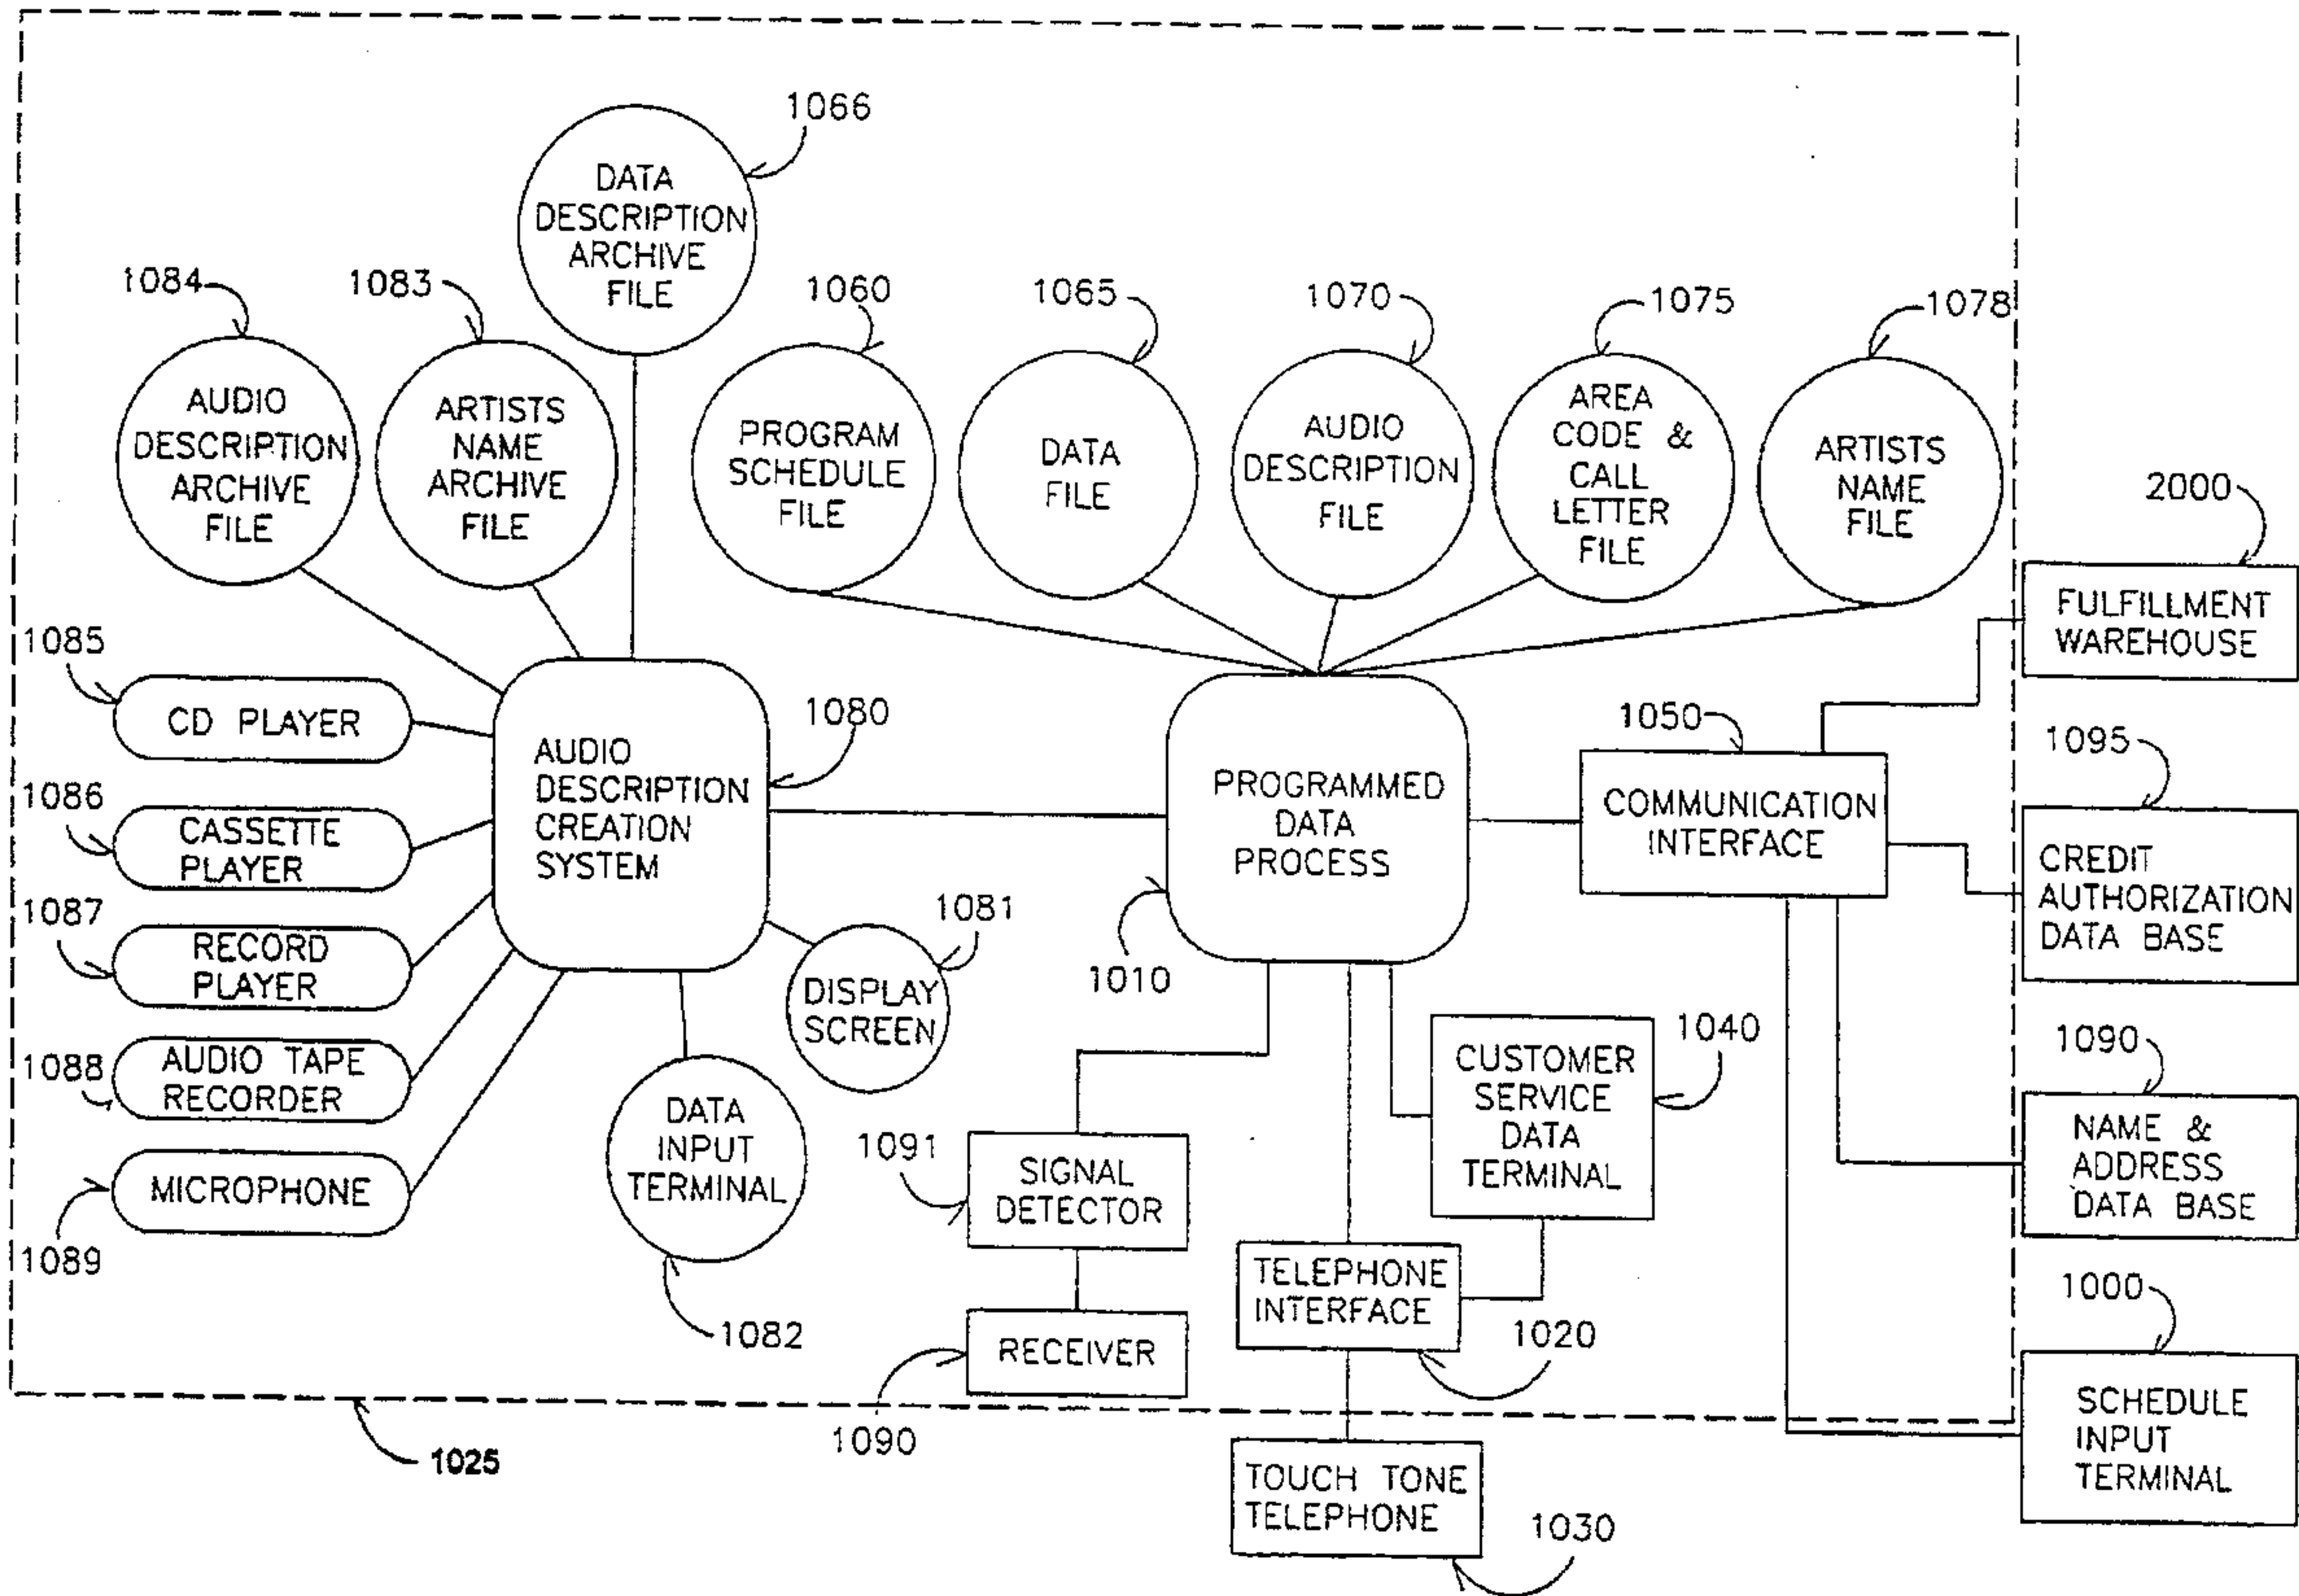 1066
DATA
DESCRIPTION
ARCHIVE
FILE
1084
AUDIO
DESCRIPTION
ARCHIVE
FILE
1083
ARTISTS
NAME
ARCHIVE
FILE
1060
PROGRAM
SCHEDULE
FILE
1065
DATA
FILE
1070
AUDIO
DESCRIPTION
FILE
1075
AREA
CODE &
CALL
LETTER
FILE
1078
ARTISTS
NAME
FILE
2000
FULFILLMENT
WAREHOUSE
1085
CD PLAYER
1086
CASSETTE
PLAYER
1087
RECORD
PLAYER
1088
AUDIO TAPE
RECORDER
MICROPHONE
1089
1080
AUDIO
DESCRIPTION
CREATION
SYSTEM
1081
DISPLAY
SCREEN
DATA
INPUT
TERMINAL
1082
PROGRAMMED
DATA
PROCESS
1010
1050
COMMUNICATION
INTERFACE
1095
CREDIT
AUTHORIZATION
DATA BASE
1090
NAME &
ADDRESS
DATA BASE
1000
SCHEDULE
INPUT
TERMINAL
1040
CUSTOMER
SERVICE
DATA
TERMINAL
1091
SIGNAL
DETECTOR
RECEIVER
1090
TELEPHONE
INTERFACE
1020
TOUCH TONE
TELEPHONE
1030
1025